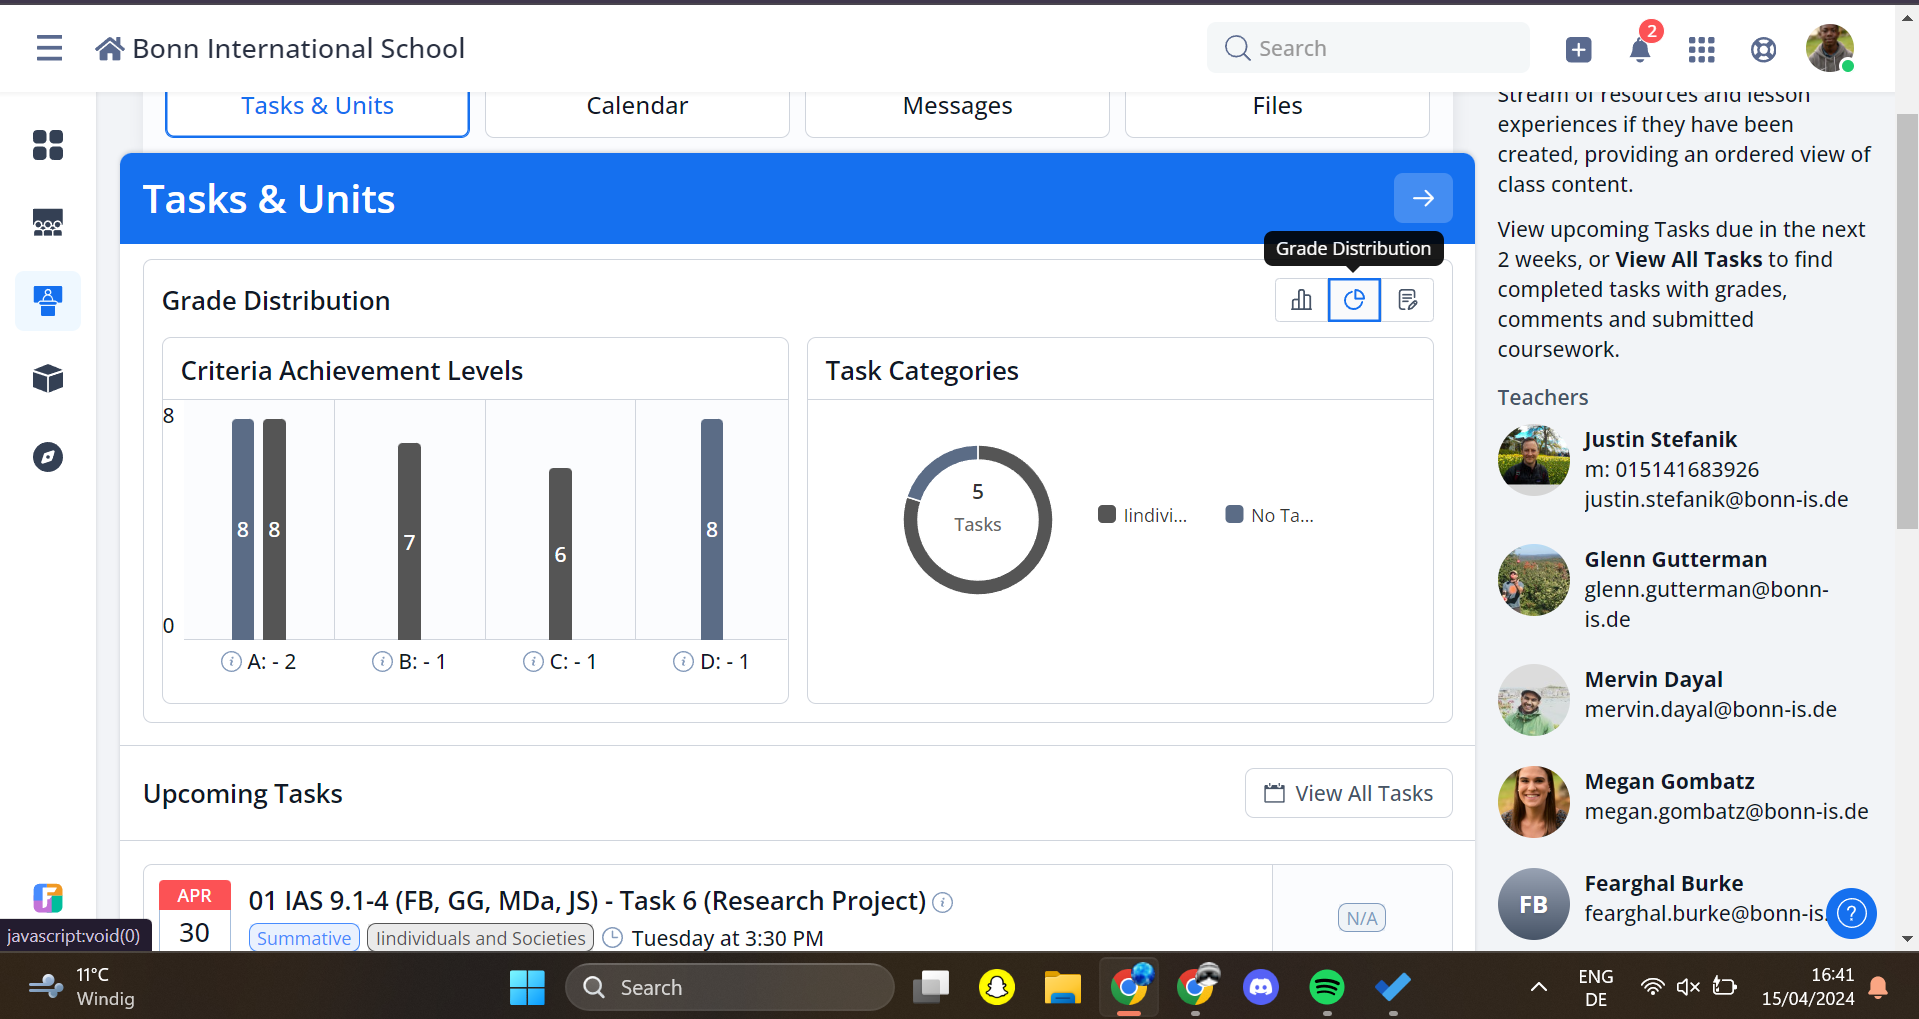 Bonn International School
Search
2
Tasks & Units
Calendar
Messages
Files
Tasks & Units
Grade Distribution
Grade Distribution
Criteria Achievement Levels
8
0
8
8
7
6
8
A: - 2
B: - 1
C: - 1
D: - 1
Task Categories
5
Tasks
Iindivi...
No Ta...
Upcoming Tasks
View All Tasks
APR
30
01 IAS 9.1-4 (FB, GG, MDa, JS) - Task 6 (Research Project)
Summative
Iindividuals and Societies
Tuesday at 3:30 PM
N/A
Stream of resources and lesson
experiences if they have been
created, providing an ordered view of
class content.
View upcoming Tasks due in the next
2 weeks, or View All Tasks to find
completed tasks with grades,
comments and submitted
coursework.
Teachers
Justin Stefanik
m: 015141683926
justin.stefanik@bonn-is.de
Glenn Gutterman
glenn.gutterman@bonn-
is.de
Mervin Dayal
mervin.dayal@bonn-is.de
Megan Gombatz
megan.gombatz@bonn-is.de
FB
Fearghal Burke
fearghal.burke@bonn-is.
?
javascript:void(0)
11°C
Windig
Search
ENG
DE
16:41
15/04/2024